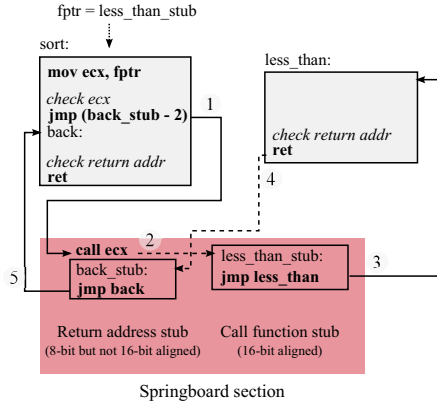 fptr = less_than_stub
sort:
mov ecx, fptr
check ecx
jmp (back_stub - 2)
back:
check return addr
ret
1
less_than:
check return addr
ret
4
call ecx
2
back_stub:
jmp back
less_than_stub:
jmp less_than
3
5
Return address stub
(8-bit but not 16-bit aligned)
Call function stub
(16-bit aligned)
Springboard section